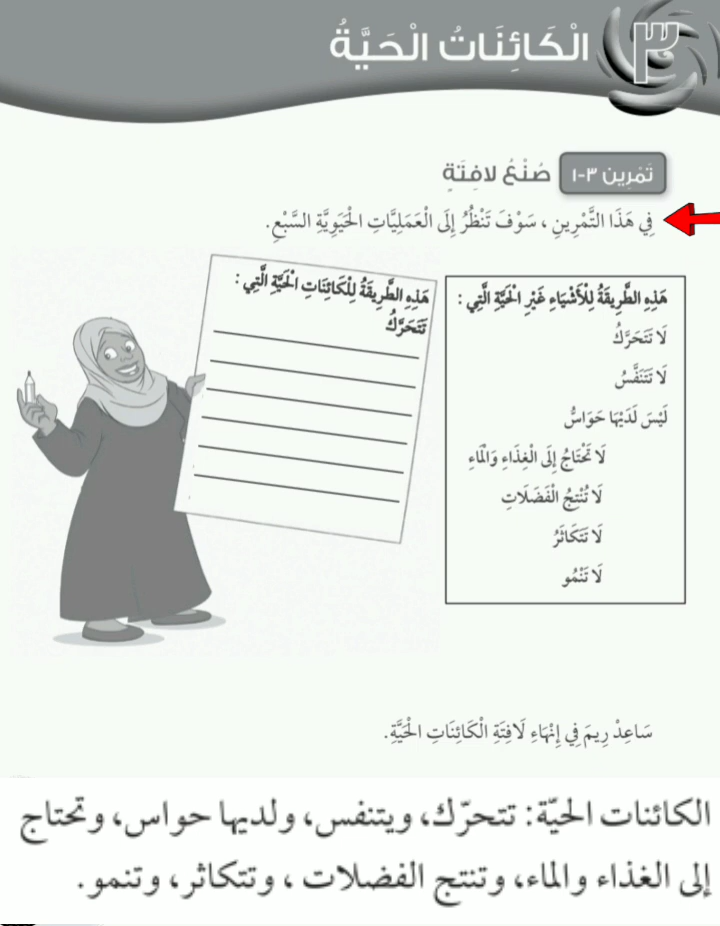 ٣ الْكَائِنَاتُ الْحَيَّةُ
تَمْرِين ٣-١ صُنْعُ لافِتَةٍ
فِي هَذَا التَّمْرِينِ ، سَوْفَ تَنْظُرُ إِلَى الْعَمَلِيَّاتِ الْحَيَوِيَّةِ السَّبْعِ.
هَذِهِ الطَّرِيقَةُ لِلْأَشْيَاءِ غَيْرِ الْحَيَّةِ الَّتِي :
لَا تَتَحَرَّكُ
لَا تَتَنَفَّسُ
لَيْسَ لَدَيْهَا حَوَاسُّ
لَا تَحْتَاجُ إِلَى الْغِذَاءِ وَالْمَاءِ
لَا تُنْتِجُ الْفَضَلَاتِ
لَا تَتَكَاثَرُ
لَا تَنْمُو
هَذِهِ الطَّرِيقَةُ لِلْكَائِنَاتِ الْحَيَّةِ الَّتِي :
تَتَحَرَّكُ
سَاعِدْ رِيمَ فِي إِنْهَاءِ لَافِتَةِ الْكَائِنَاتِ الْحَيَّةِ.
الكائنات الحيّة: تتحرّك، ويتنفس، ولديها حواس، وتحتاج
إلى الغذاء والماء، وتنتج الفضلات ، وتتكاثر، وتنمو.